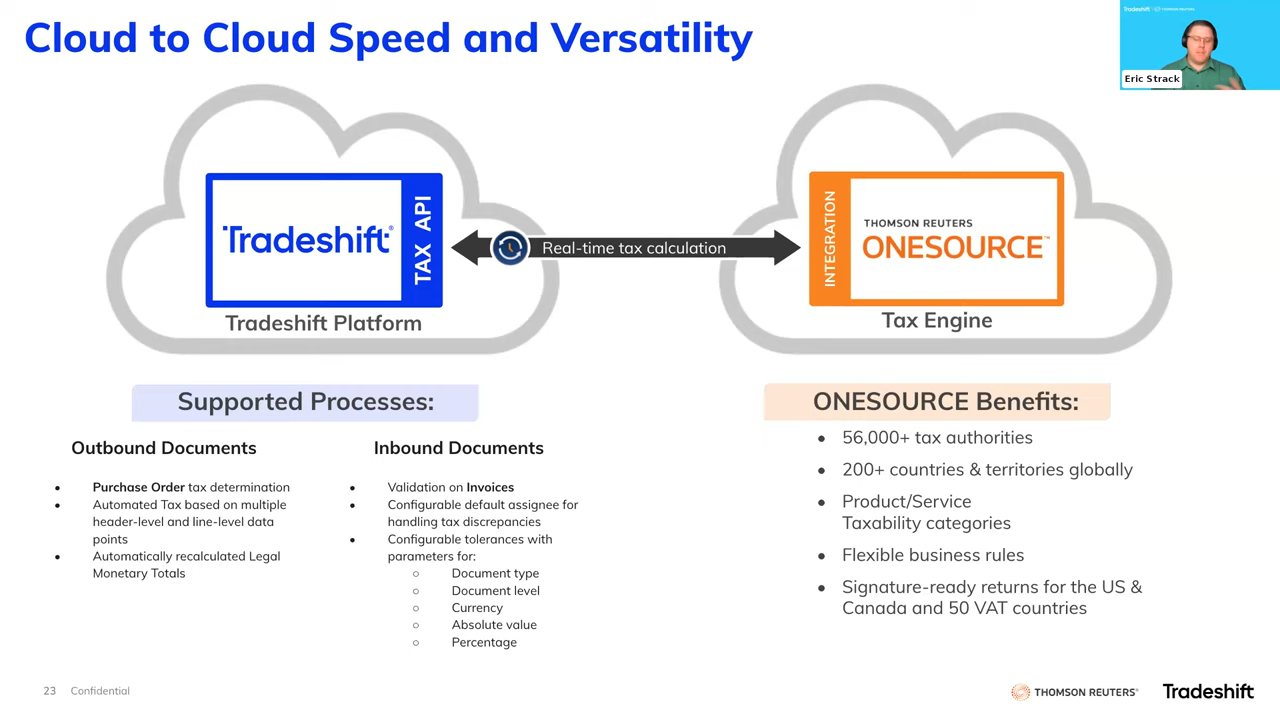 Cloud to Cloud Speed and Versatility
Tradeshift THOMSON REUTERS
Eric Strack
Tradeshift®
TAX API
Tradeshift Platform
Real-time tax calculation
INTEGRATION
THOMSON REUTERS
ONESOURCE™
Tax Engine
Supported Processes:
Outbound Documents
• Purchase Order tax determination
• Automated Tax based on multiple
header-level and line-level data
points
• Automatically recalculated Legal
Monetary Totals
Inbound Documents
• Validation on Invoices
• Configurable default assignee for
handling tax discrepancies
• Configurable tolerances with
parameters for:
○ Document type
○ Document level
○ Currency
○ Absolute value
○ Percentage
ONESOURCE Benefits:
• 56,000+ tax authorities
• 200+ countries & territories globally
• Product/Service
Taxability categories
• Flexible business rules
• Signature-ready returns for the US &
Canada and 50 VAT countries
23 Confidential
THOMSON REUTERS®
Tradeshift